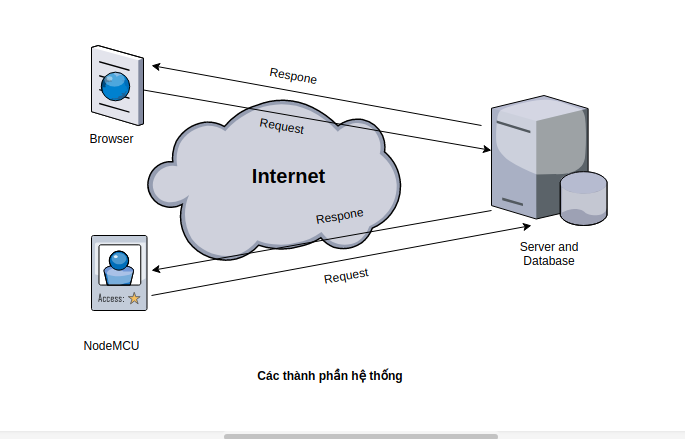 Respone
Browser
Request
Internet
Respone
Server and
Database
Request
Access:
NodeMCU
Các thành phần hệ thống